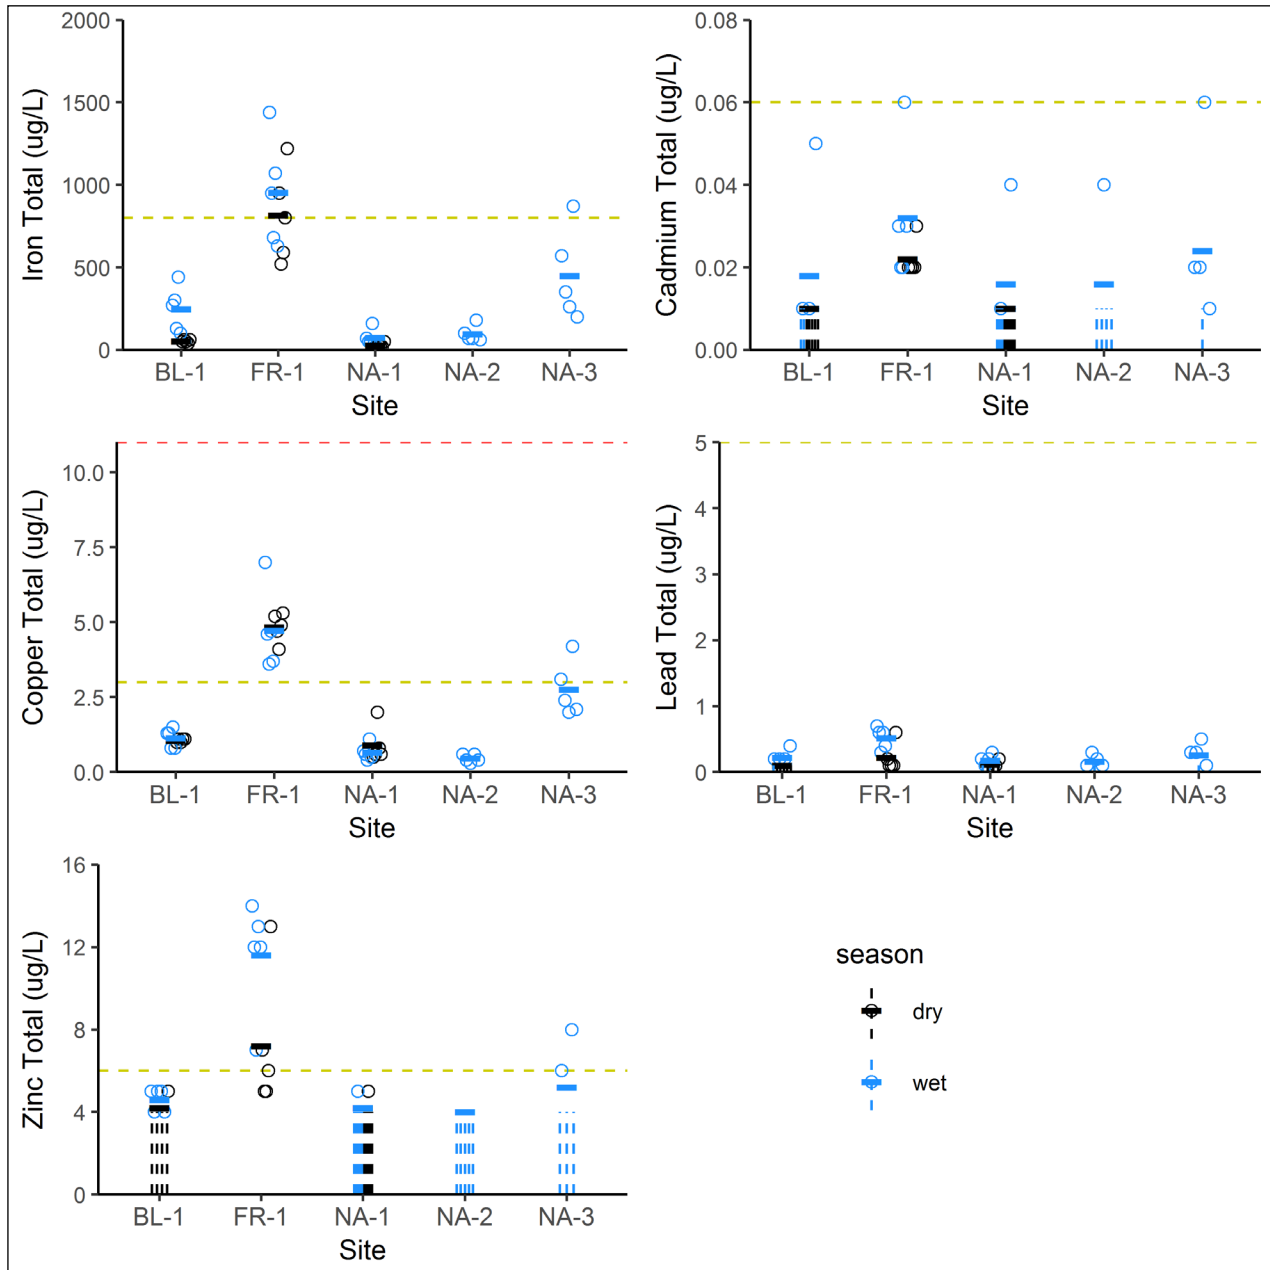 Iron Total (ug/L)
2000
1500
1000
500
0
BL-1 FR-1 NA-1 NA-2 NA-3
Site
Cadmium Total (ug/L)
0.08
0.06
0.04
0.02
0.00
BL-1 FR-1 NA-1 NA-2 NA-3
Site
Copper Total (ug/L)
10.0
7.5
5.0
2.5
0.0
BL-1 FR-1 NA-1 NA-2 NA-3
Site
Lead Total (ug/L)
5
4
3
2
1
0
BL-1 FR-1 NA-1 NA-2 NA-3
Site
Zinc Total (ug/L)
16
12
8
4
0
BL-1 FR-1 NA-1 NA-2 NA-3
Site
season
dry
wet